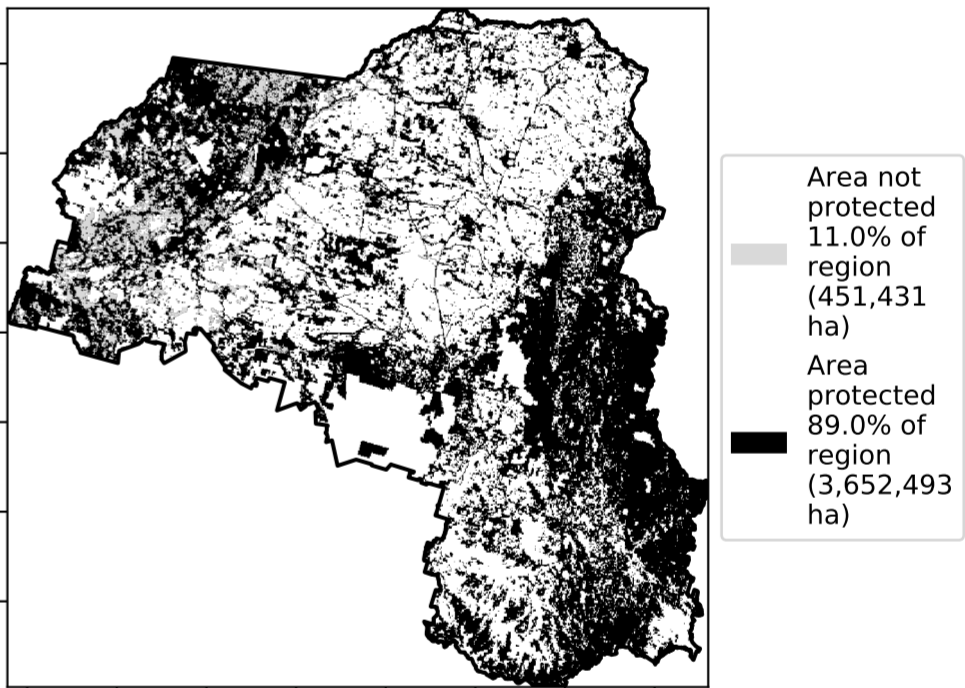 Area not
protected
11.0% of
region
(451,431
ha)
Area
protected
89.0% of
region
(3,652,493
ha)